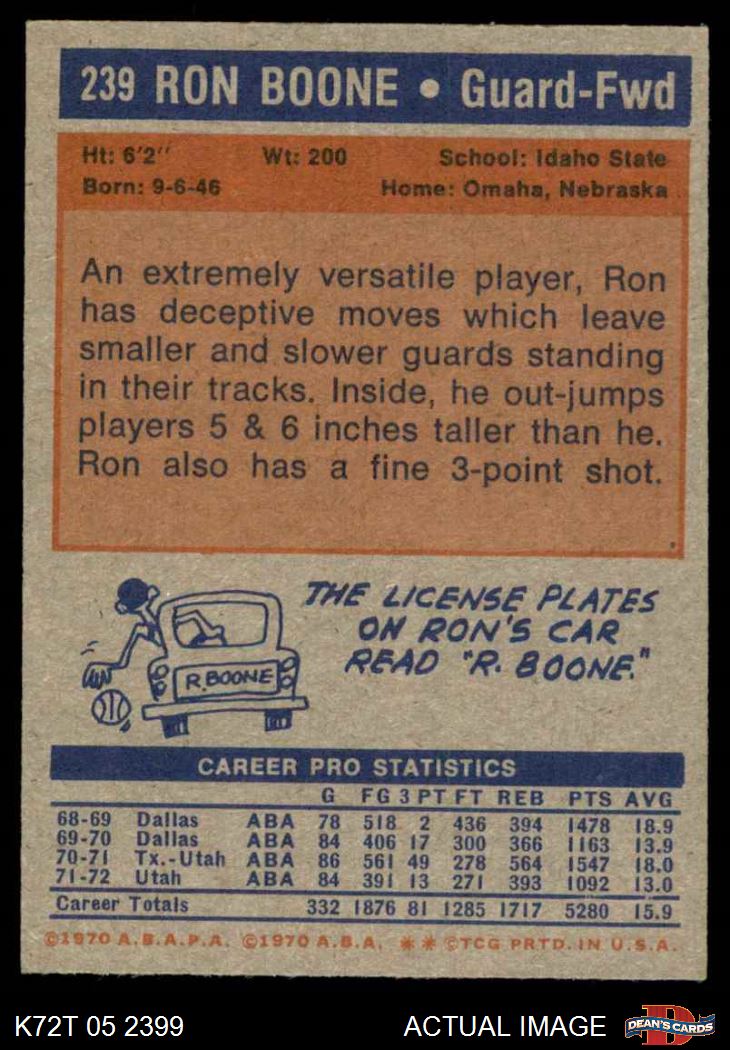 239 RON BOONE • Guard-Fwd
Ht: 6'2" Wt: 200 School: Idaho State
Born: 9-6-46 Home: Omaha, Nebraska
An extremely versatile player, Ron
has deceptive moves which leave
smaller and slower guards standing
in their tracks. Inside, he out-jumps
players 5 & 6 inches taller than he.
Ron also has a fine 3-point shot.
THE LICENSE PLATES
ON RON'S CAR
READ "R. BOONE."
R. BOONE
CAREER PRO STATISTICS
G FG 3 PT FT REB PTS AVG
68-69 Dallas ABA 78 518 2 436 394 1478 18.9
69-70 Dallas ABA 84 406 17 300 366 1163 13.9
70-71 Tx.-Utah ABA 86 561 49 278 564 1547 18.0
71-72 Utah ABA 84 391 13 271 393 1092 13.0
Career Totals 332 1876 81 1285 1717 5280 15.9
©1970 A.B.A.P.A. ©1970 A.B.A. ** ©TCG PRTD. IN U.S.A.
K72T 05 2399 ACTUAL IMAGE
D
DEAN'S CARDS